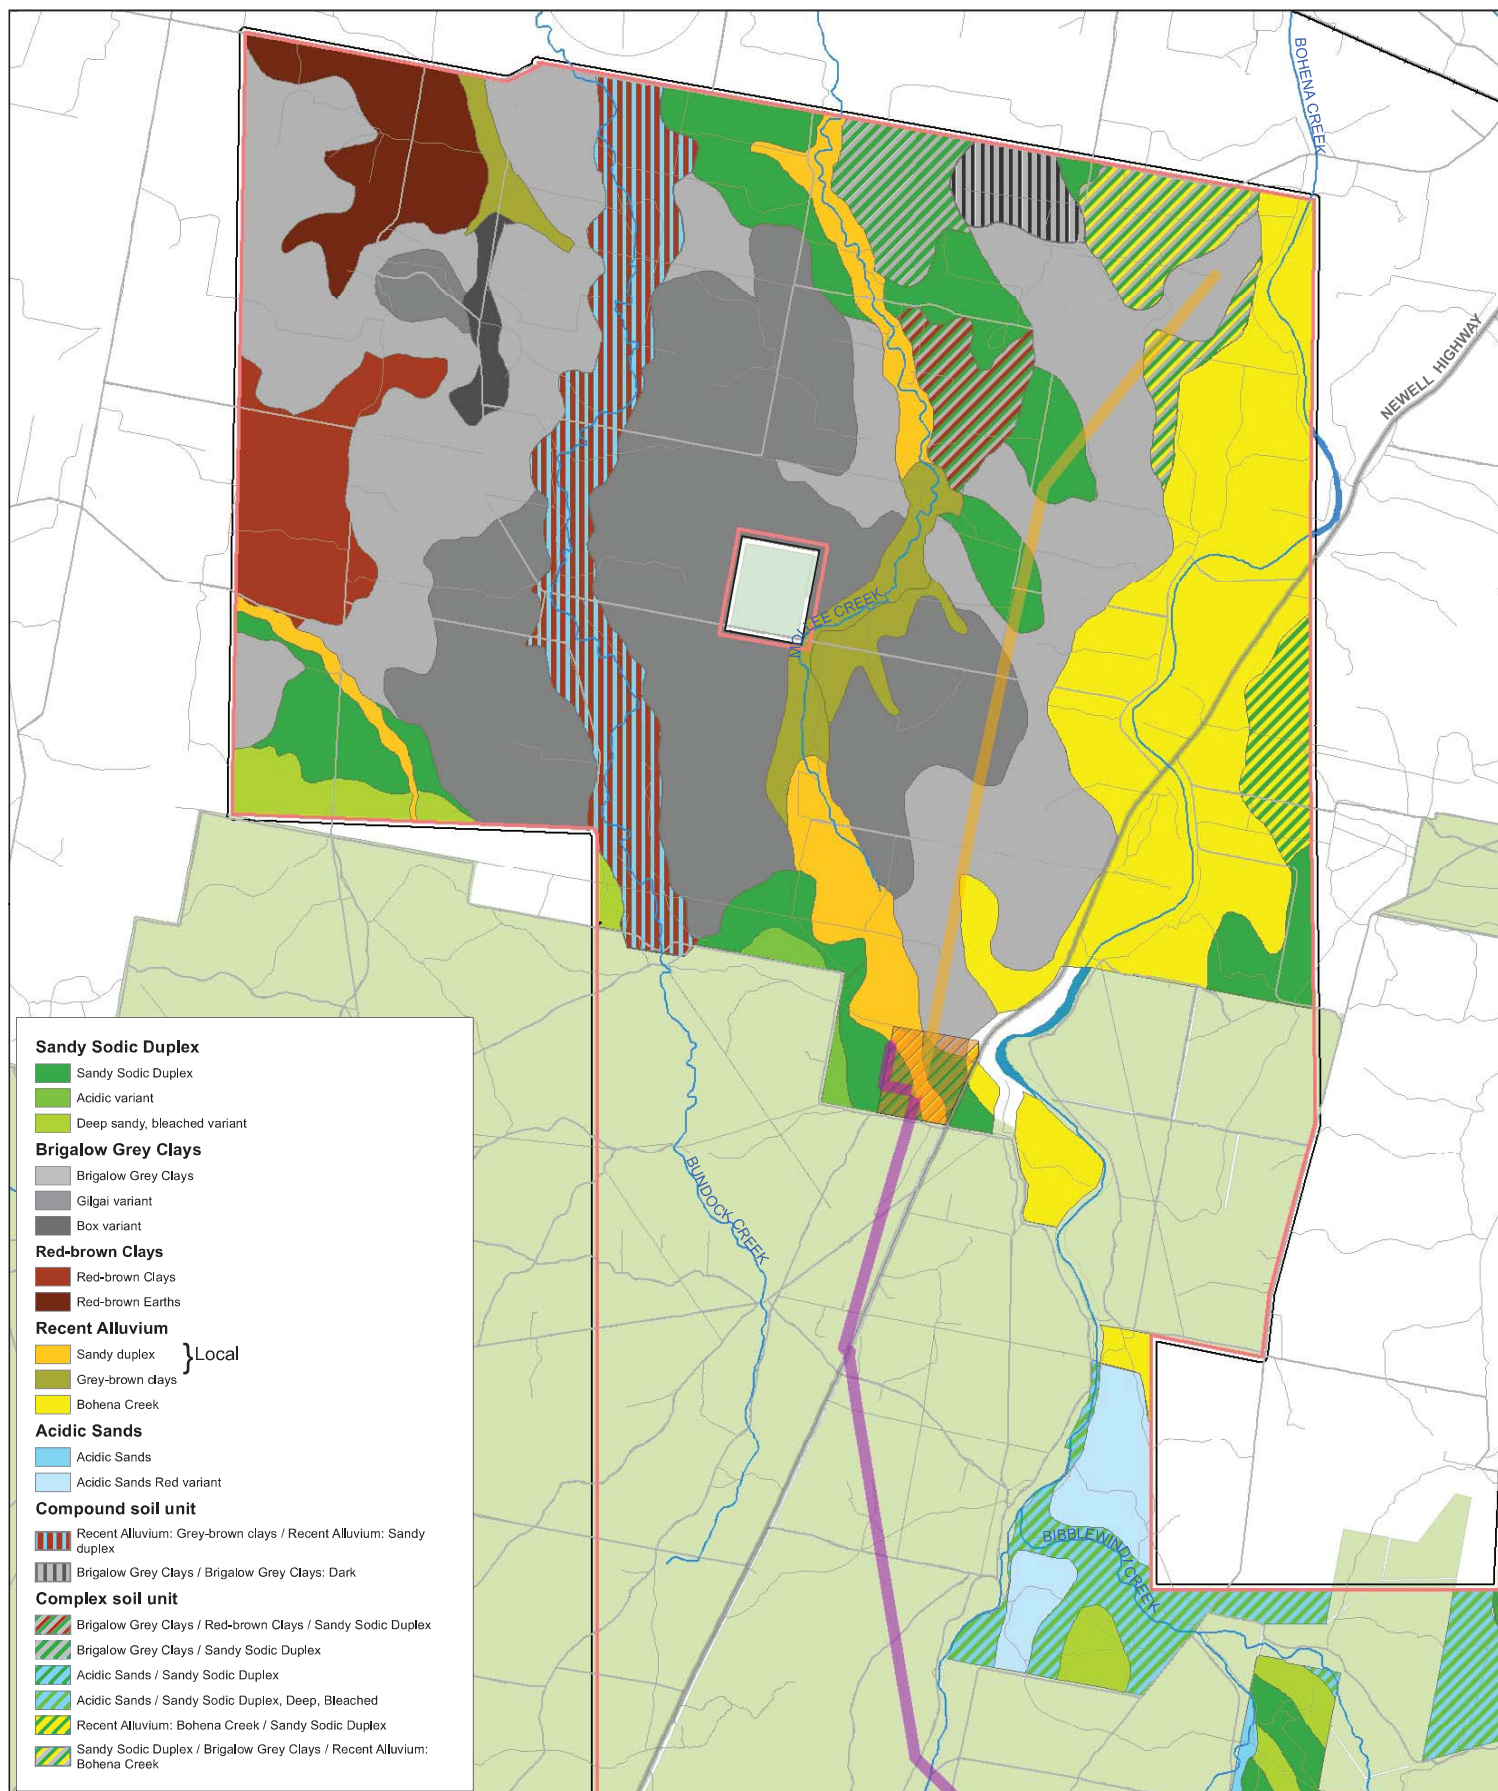 BOHENA CREEK
NEWELL HIGHWAY
MOLLEE CREEK
BUNDOCK CREEK
BIBBLEWINDI CREEK
Sandy Sodic Duplex
Sandy Sodic Duplex
Acidic variant
Deep sandy, bleached variant
Brigalow Grey Clays
Brigalow Grey Clays
Gilgai variant
Box variant
Red-brown Clays
Red-brown Clays
Red-brown Earths
Recent Alluvium
Sandy duplex
}Local
Grey-brown clays
Bohena Creek
Acidic Sands
Acidic Sands
Acidic Sands Red variant
Compound soil unit
Recent Alluvium: Grey-brown clays / Recent Alluvium: Sandy
duplex
Brigalow Grey Clays / Brigalow Grey Clays: Dark
Complex soil unit
Brigalow Grey Clays / Red-brown Clays / Sandy Sodic Duplex
Brigalow Grey Clays / Sandy Sodic Duplex
Acidic Sands / Sandy Sodic Duplex
Acidic Sands / Sandy Sodic Duplex, Deep, Bleached
Recent Alluvium: Bohena Creek / Sandy Sodic Duplex
Sandy Sodic Duplex / Brigalow Grey Clays / Recent Alluvium:
Bohena Creek